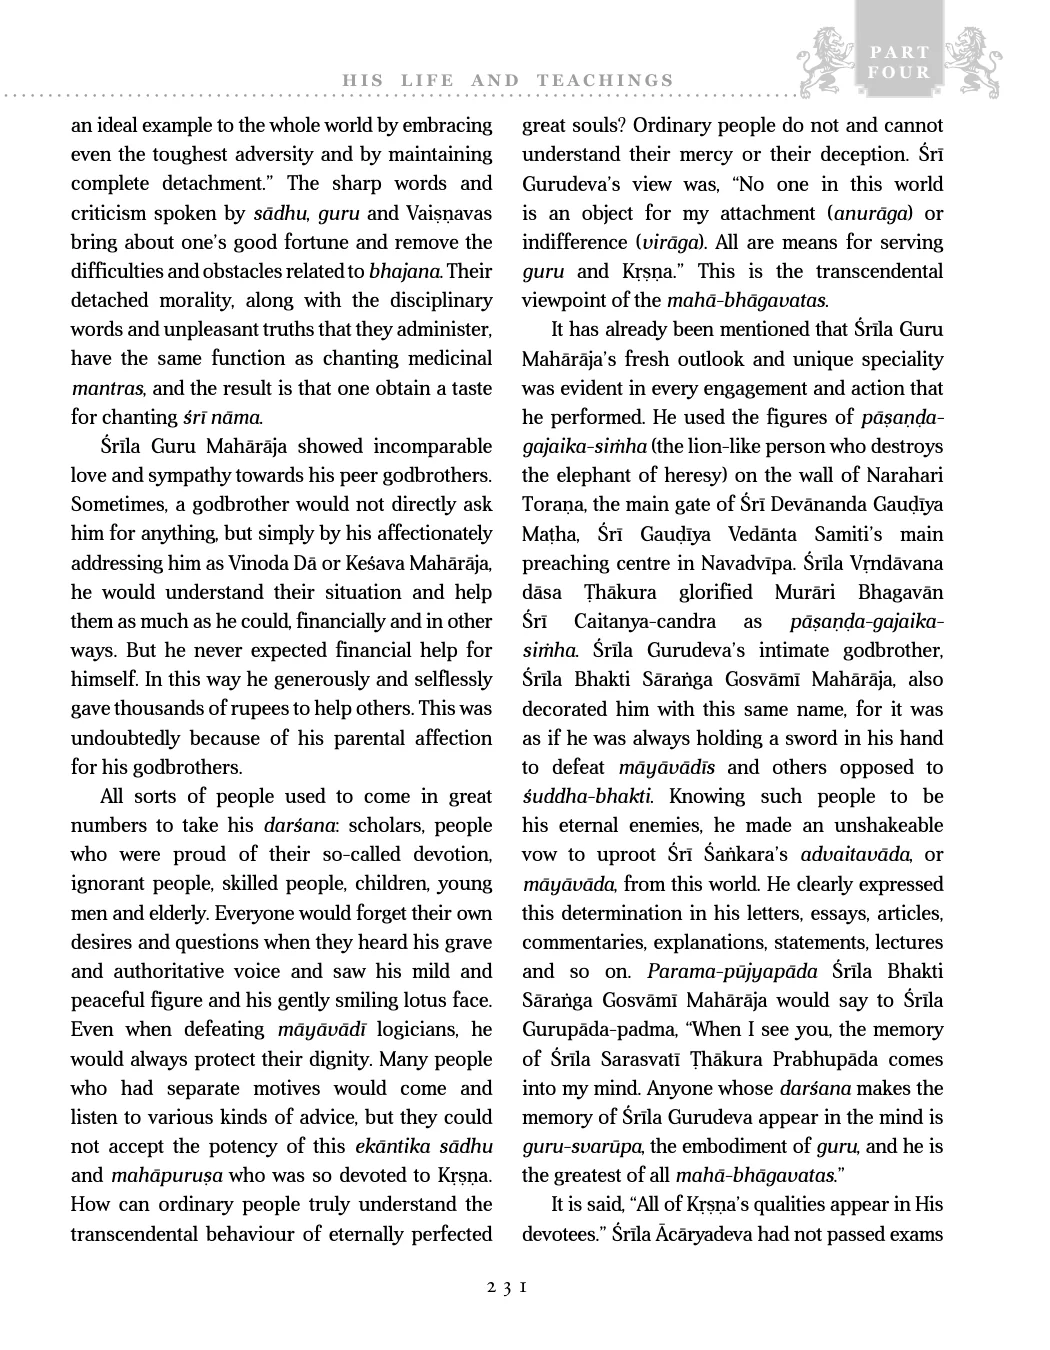 PART
FOUR
HIS LIFE AND TEACHINGS
an ideal example to the whole world by embracing
even the toughest adversity and by maintaining
complete detachment.” The sharp words and
criticism spoken by sādhu, guru and Vaiṣṇavas
bring about one’s good fortune and remove the
difficulties and obstacles related to bhajana. Their
detached morality, along with the disciplinary
words and unpleasant truths that they administer,
have the same function as chanting medicinal
mantras, and the result is that one obtain a taste
for chanting śrī nāma.
Śrīla Guru Mahārāja showed incomparable
love and sympathy towards his peer godbrothers.
Sometimes, a godbrother would not directly ask
him for anything, but simply by his affectionately
addressing him as Vinoda Dā or Keśava Mahārāja,
he would understand their situation and help
them as much as he could, financially and in other
ways. But he never expected financial help for
himself. In this way he generously and selflessly
gave thousands of rupees to help others. This was
undoubtedly because of his parental affection
for his godbrothers.
All sorts of people used to come in great
numbers to take his darśana: scholars, people
who were proud of their so-called devotion,
ignorant people, skilled people, children, young
men and elderly. Everyone would forget their own
desires and questions when they heard his grave
and authoritative voice and saw his mild and
peaceful figure and his gently smiling lotus face.
Even when defeating māyāvādī logicians, he
would always protect their dignity. Many people
who had separate motives would come and
listen to various kinds of advice, but they could
not accept the potency of this ekāntika sādhu
and mahāpuruṣa who was so devoted to Kṛṣṇa.
How can ordinary people truly understand the
transcendental behaviour of eternally perfected
great souls? Ordinary people do not and cannot
understand their mercy or their deception. Śrī
Gurudeva’s view was, “No one in this world
is an object for my attachment (anurāga) or
indifference (virāga). All are means for serving
guru and Kṛṣṇa.” This is the transcendental
viewpoint of the mahā-bhāgavatas.
It has already been mentioned that Śrīla Guru
Mahārāja’s fresh outlook and unique speciality
was evident in every engagement and action that
he performed. He used the figures of pāṣaṇḍa-
gajaika-siṁha (the lion-like person who destroys
the elephant of heresy) on the wall of Narahari
Toraṇa, the main gate of Śrī Devānanda Gauḍīya
Maṭha, Śrī Gauḍīya Vedānta Samiti’s main
preaching centre in Navadvīpa. Śrīla Vṛndāvana
dāsa Ṭhākura glorified Murāri Bhagavān
Śrī Caitanya-candra as pāṣaṇḍa-gajaika-
siṁha. Śrīla Gurudeva’s intimate godbrother,
Śrīla Bhakti Sāraṅga Gosvāmī Mahārāja, also
decorated him with this same name, for it was
as if he was always holding a sword in his hand
to defeat māyāvādīs and others opposed to
śuddha-bhakti. Knowing such people to be
his eternal enemies, he made an unshakeable
vow to uproot Śrī Śaṅkara’s advaitavāda, or
māyāvāda, from this world. He clearly expressed
this determination in his letters, essays, articles,
commentaries, explanations, statements, lectures
and so on. Parama-pūjyapāda Śrīla Bhakti
Sāraṅga Gosvāmī Mahārāja would say to Śrīla
Gurupāda-padma, “When I see you, the memory
of Śrīla Sarasvatī Ṭhākura Prabhupāda comes
into my mind. Anyone whose darśana makes the
memory of Śrīla Gurudeva appear in the mind is
guru-svarūpa, the embodiment of guru, and he is
the greatest of all mahā-bhāgavatas.”
It is said, “All of Kṛṣṇa’s qualities appear in His
devotees.” Śrīla Ācāryadeva had not passed exams
231